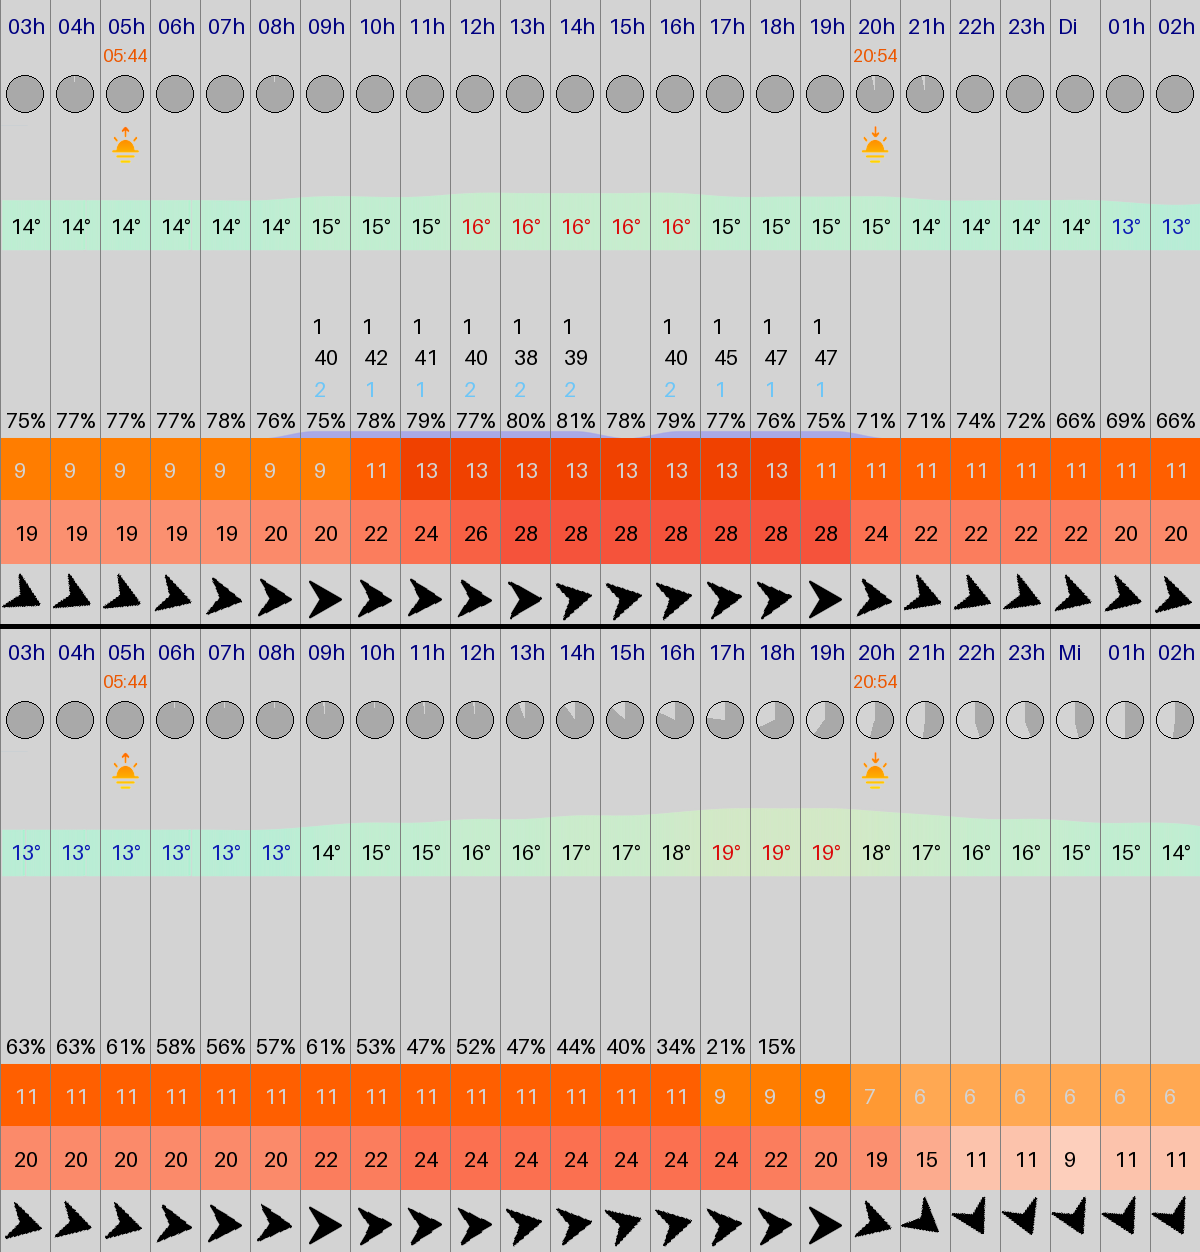 03h 04h 05h 06h 07h 08h 09h 10h 11h 12h 13h 14h 15h 16h 17h 18h 19h 20h 21h 22h 23h Di 01h 02h
05:44 20:54
14° 14° 14° 14° 14° 14° 15° 15° 15° 16° 16° 16° 16° 16° 15° 15° 15° 15° 14° 14° 14° 14° 13° 13°
1 1 1 1 1 1 1 1 1 1
40 42 41 40 38 39 40 45 47 47
2 1 1 2 2 2 2 1 1 1
75% 77% 77% 77% 78% 76% 75% 78% 79% 77% 80% 81% 78% 79% 77% 76% 75% 71% 71% 74% 72% 66% 69% 66%
9 9 9 9 9 9 9 11 13 13 13 13 13 13 13 13 11 11 11 11 11 11 11 11
19 19 19 19 19 20 20 22 24 26 28 28 28 28 28 28 28 24 22 22 22 22 20 20
03h 04h 05h 06h 07h 08h 09h 10h 11h 12h 13h 14h 15h 16h 17h 18h 19h 20h 21h 22h 23h Mi 01h 02h
05:44 20:54
13° 13° 13° 13° 13° 13° 14° 15° 15° 16° 16° 17° 17° 18° 19° 19° 19° 18° 17° 16° 16° 15° 15° 14°
63% 63% 61% 58% 56% 57% 61% 53% 47% 52% 47% 44% 40% 34% 21% 15%
11 11 11 11 11 11 11 11 11 11 11 11 11 11 9 9 9 7 6 6 6 6 6 6
20 20 20 20 20 20 22 22 24 24 24 24 24 24 24 22 20 19 15 11 11 9 11 11